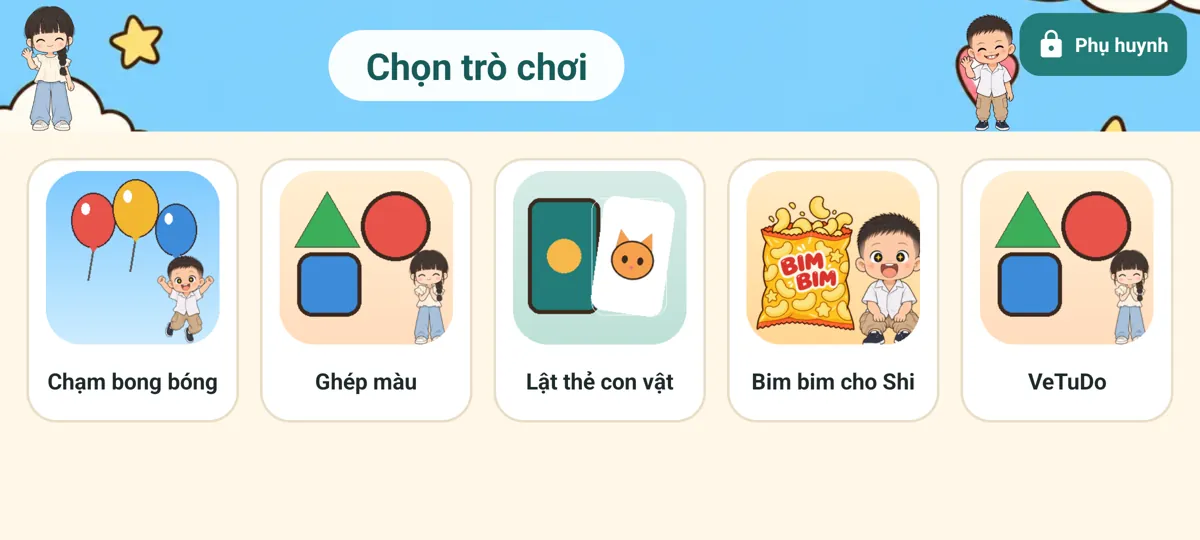 Chọn trò chơi
Phụ huynh
BIM
BIM
Chạm bong bóng
Ghép màu
Lật thẻ con vật
Bim bim cho Shi
VeTuDo